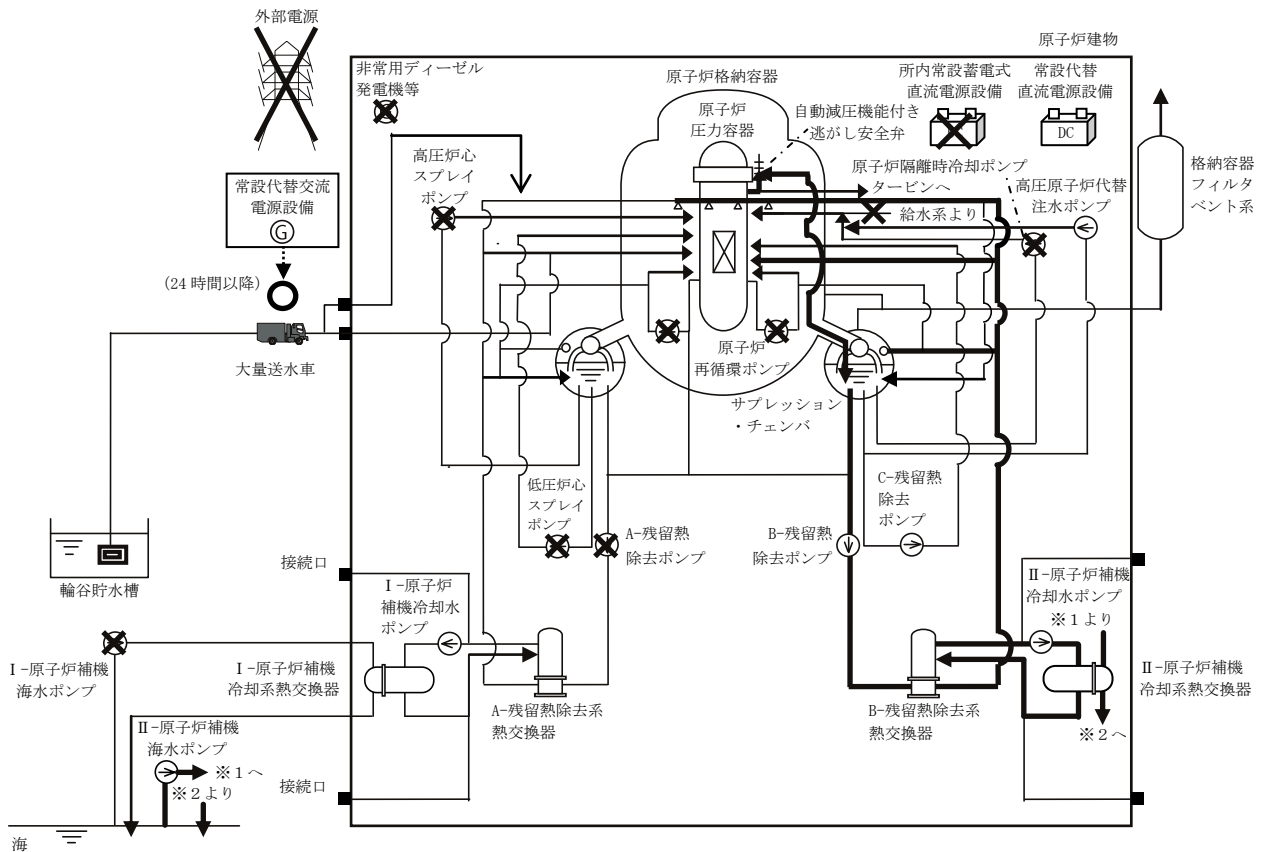 外部電源
原子炉建物
非常用ディーゼル
発電機等
原子炉格納容器
原子炉
圧力容器
自動減圧機能付き
逃がし安全弁
所内常設蓄電式
直流電源設備
常設代替
直流電源設備
DC
高圧炉心
スプレイ
ポンプ
原子炉隔離時冷却ポンプ
タービンへ
給水系より
高圧原子炉代替
注水ポンプ
格納容器
フィルタ
ベント系
常設代替交流
電源設備
G
(24時間以降)
大量送水車
原子炉
再循環ポンプ
サプレッション
・チェンバ
低圧炉心
スプレイ
ポンプ
A-残留熱
除去ポンプ
B-残留熱
除去ポンプ
C-残留熱
除去
ポンプ
輪谷貯水槽
接続口
Ⅰ-原子炉
補機冷却水
ポンプ
Ⅱ-原子炉補機
冷却水ポンプ
※1より
Ⅰ-原子炉補機
海水ポンプ
Ⅰ-原子炉補機
冷却系熱交換器
Ⅱ-原子炉補機
冷却系熱交換器
A-残留熱除去系
熱交換器
B-残留熱除去系
熱交換器
※2へ
Ⅱ-原子炉補機
海水ポンプ
※1へ
※2より
接続口
海